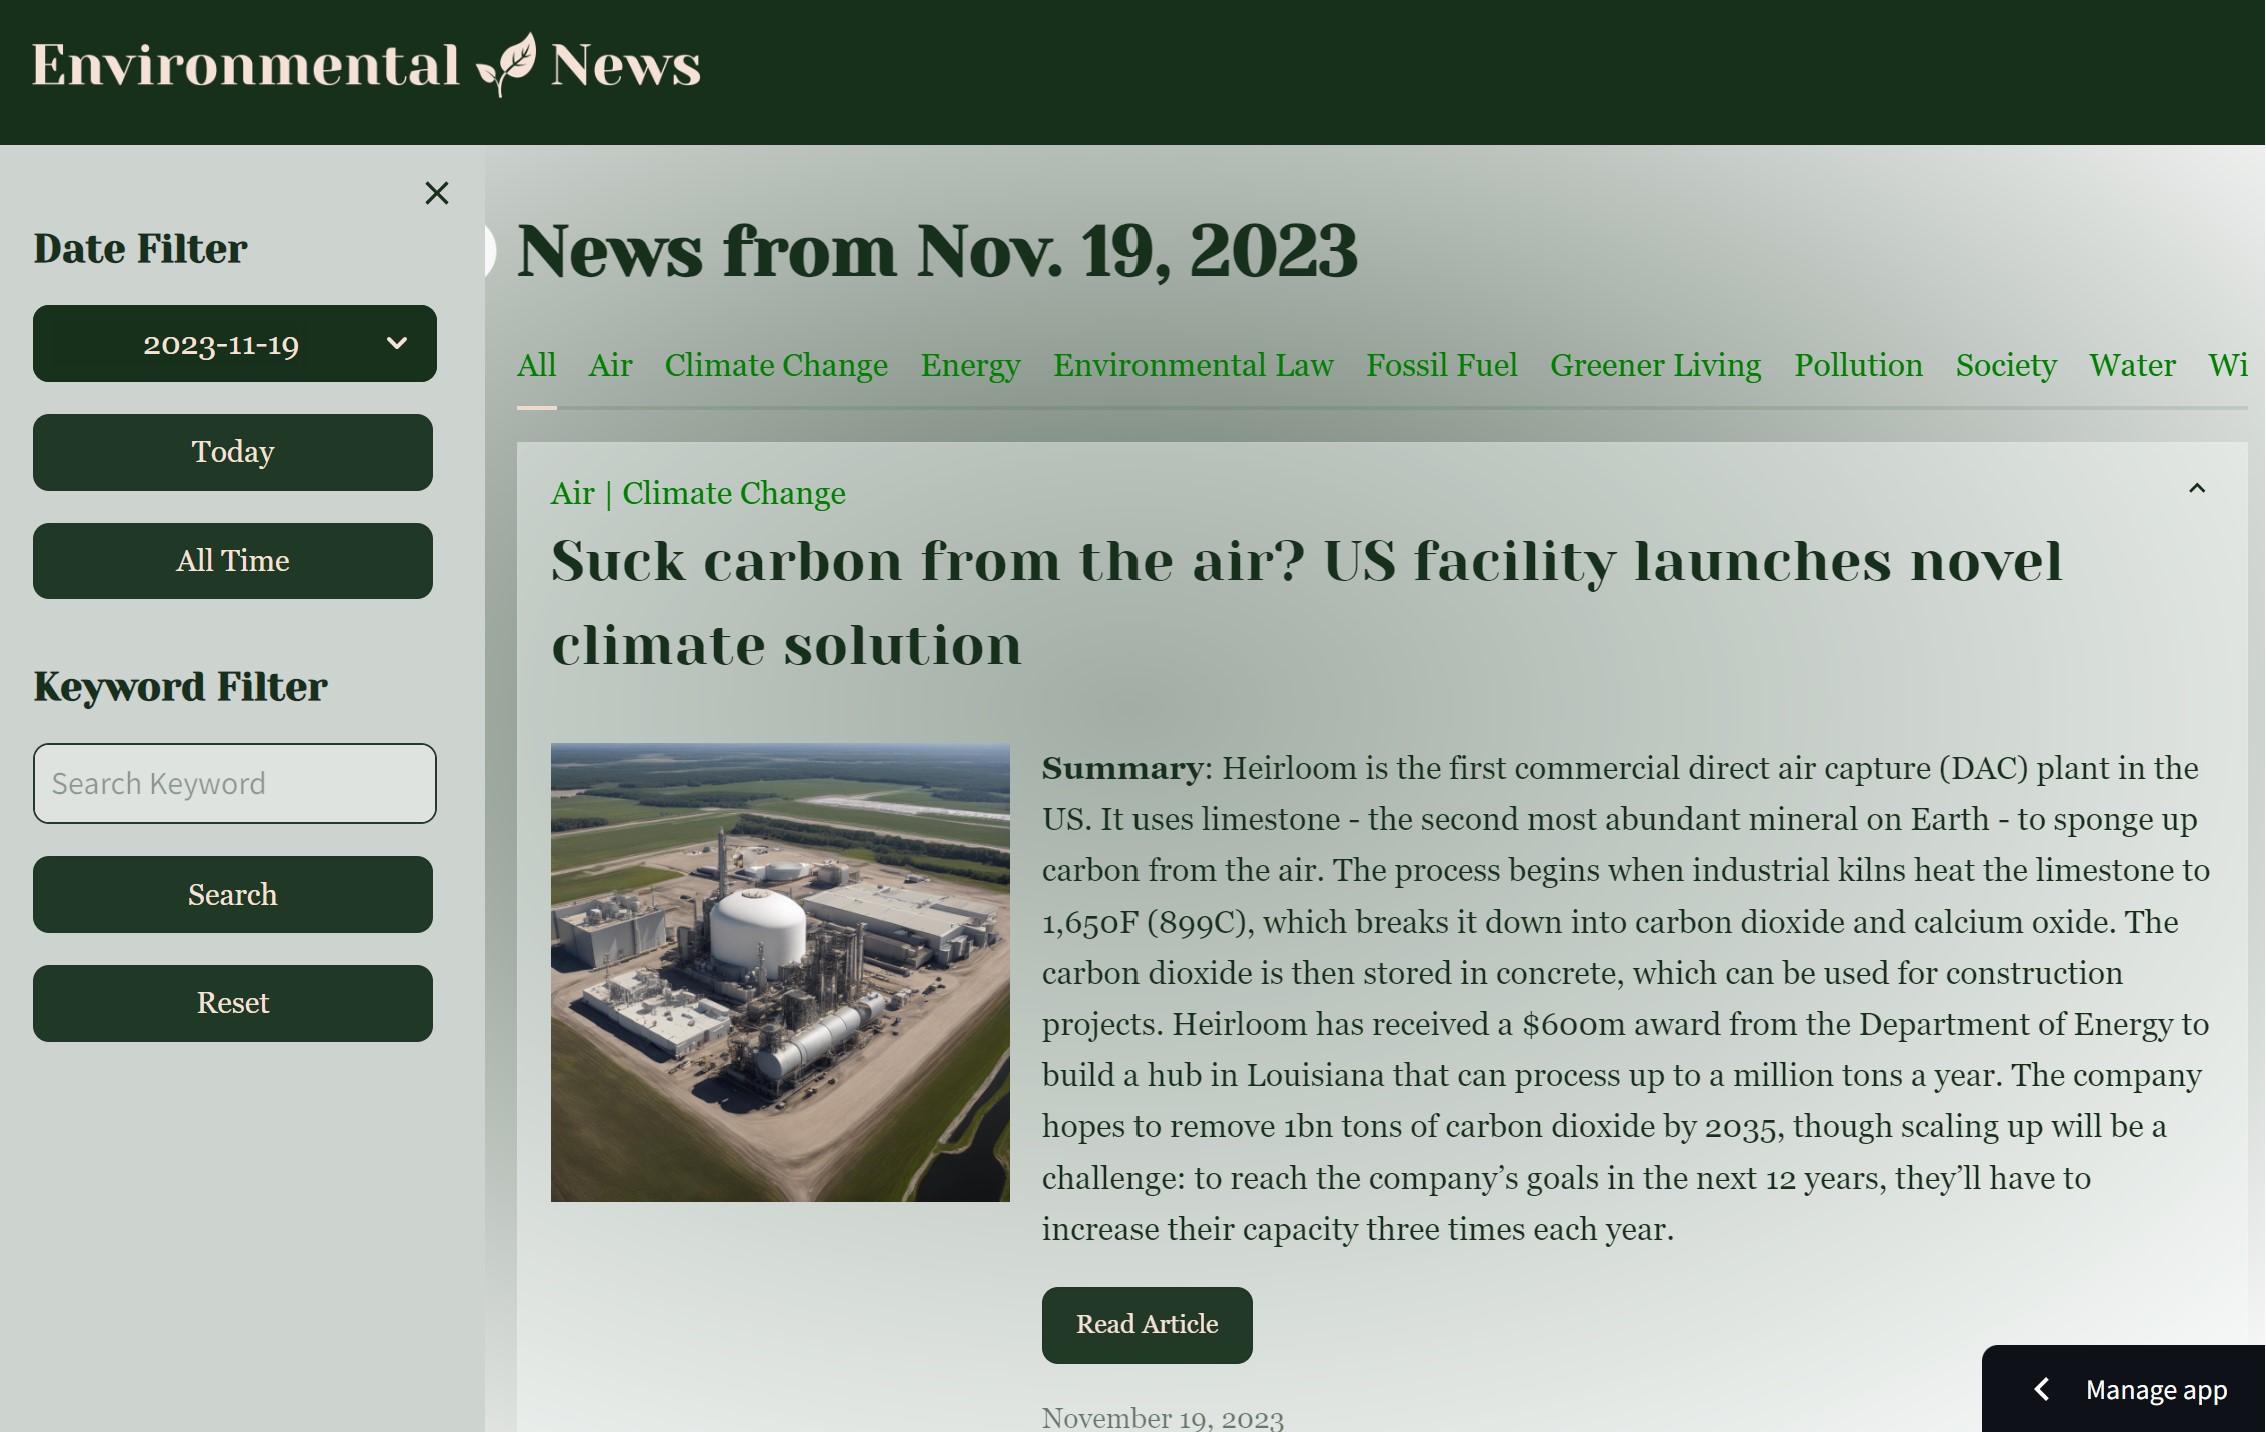 Environmental News
Date Filter
2023-11-19
Today
All Time
Keyword Filter
Search Keyword
Search
Reset
News from Nov. 19, 2023
All Air Climate Change Energy Environmental Law Fossil Fuel Greener Living Pollution Society Water Wi
Air | Climate Change
Suck carbon from the air? US facility launches novel
climate solution
Summary: Heirloom is the first commercial direct air capture (DAC) plant in the
US. It uses limestone - the second most abundant mineral on Earth - to sponge up
carbon from the air. The process begins when industrial kilns heat the limestone to
1,650F (899C), which breaks it down into carbon dioxide and calcium oxide. The
carbon dioxide is then stored in concrete, which can be used for construction
projects. Heirloom has received a $600m award from the Department of Energy to
build a hub in Louisiana that can process up to a million tons a year. The company
hopes to remove 1bn tons of carbon dioxide by 2035, though scaling up will be a
challenge: to reach the company’s goals in the next 12 years, they’ll have to
increase their capacity three times each year.
Read Article
November 19, 2023
Manage app